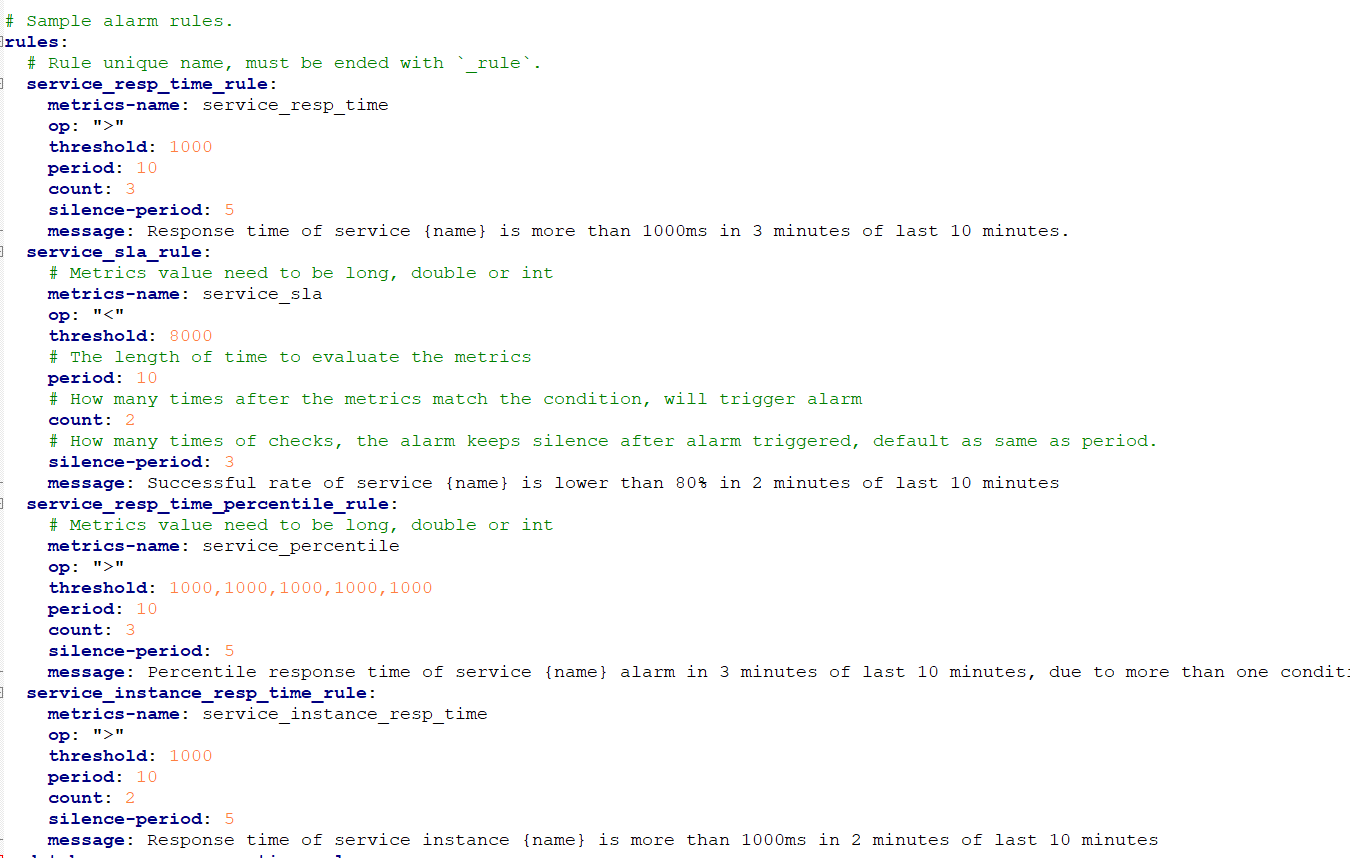 # Sample alarm rules.
rules:
  # Rule unique name, must be ended with `_rule`.
  service_resp_time_rule:
    metrics-name: service_resp_time
    op: ">"
    threshold: 1000
    period: 10
    count: 3
    silence-period: 5
    message: Response time of service {name} is more than 1000ms in 3 minutes of last 10 minutes.
  service_sla_rule:
    # Metrics value need to be long, double or int
    metrics-name: service_sla
    op: "<"
    threshold: 8000
    # The length of time to evaluate the metrics
    period: 10
    # How many times after the metrics match the condition, will trigger alarm
    count: 2
    # How many times of checks, the alarm keeps silence after alarm triggered, default as same as period.
    silence-period: 3
    message: Successful rate of service {name} is lower than 80% in 2 minutes of last 10 minutes
  service_resp_time_percentile_rule:
    # Metrics value need to be long, double or int
    metrics-name: service_percentile
    op: ">"
    threshold: 1000,1000,1000,1000,1000
    period: 10
    count: 3
    silence-period: 5
    message: Percentile response time of service {name} alarm in 3 minutes of last 10 minutes, due to more than one conditi
  service_instance_resp_time_rule:
    metrics-name: service_instance_resp_time
    op: ">"
    threshold: 1000
    period: 10
    count: 2
    silence-period: 5
    message: Response time of service instance {name} is more than 1000ms in 2 minutes of last 10 minutes